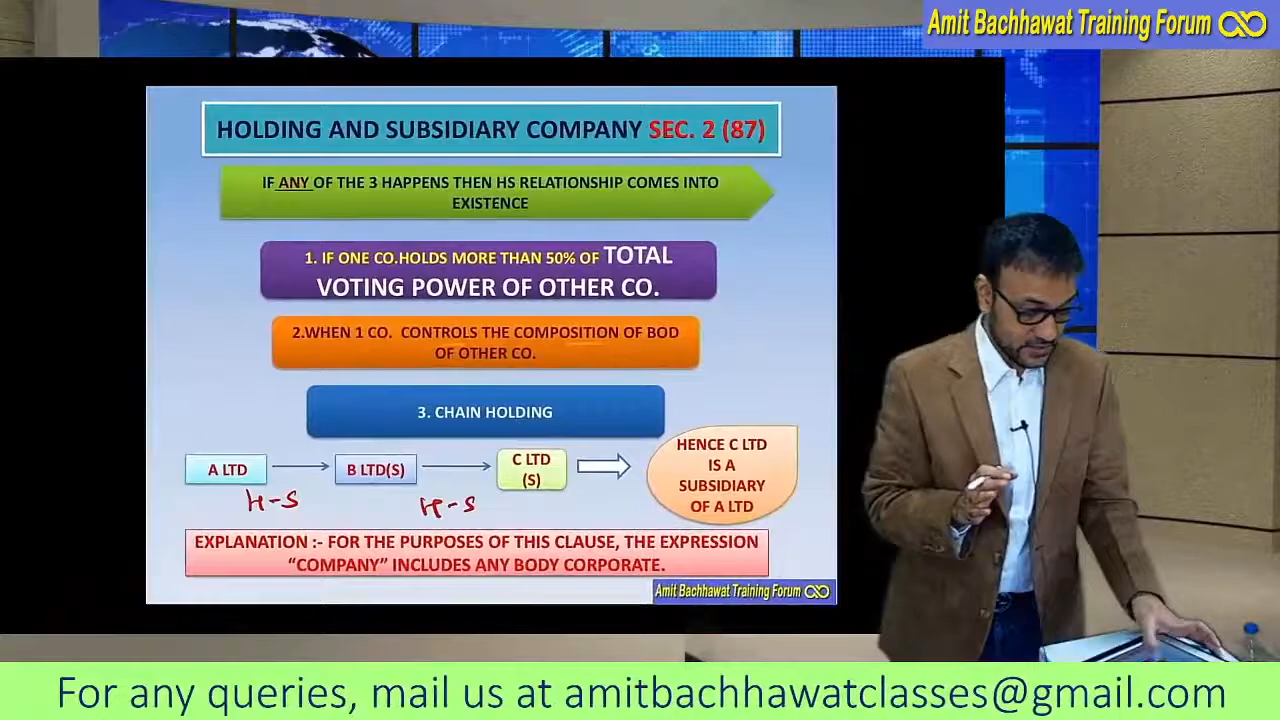 Amit Bachhawat Training Forum
HOLDING AND SUBSIDIARY COMPANY SEC. 2 (87)
IF ANY OF THE 3 HAPPENS THEN HS RELATIONSHIP COMES INTO
EXISTENCE
1. IF ONE CO.HOLDS MORE THAN 50% OF TOTAL
VOTING POWER OF OTHER CO.
2.WHEN 1 CO. CONTROLS THE COMPOSITION OF BOD
OF OTHER CO.
3. CHAIN HOLDING
A LTD
B LTD(S)
C LTD
(S)
HENCE C LTD
IS A
SUBSIDIARY
OF A LTD
H-S
H-S
EXPLANATION :- FOR THE PURPOSES OF THIS CLAUSE, THE EXPRESSION
“COMPANY” INCLUDES ANY BODY CORPORATE.
Amit Bachhawat Training Forum
For any queries, mail us at amitbachhawatclasses@gmail.com